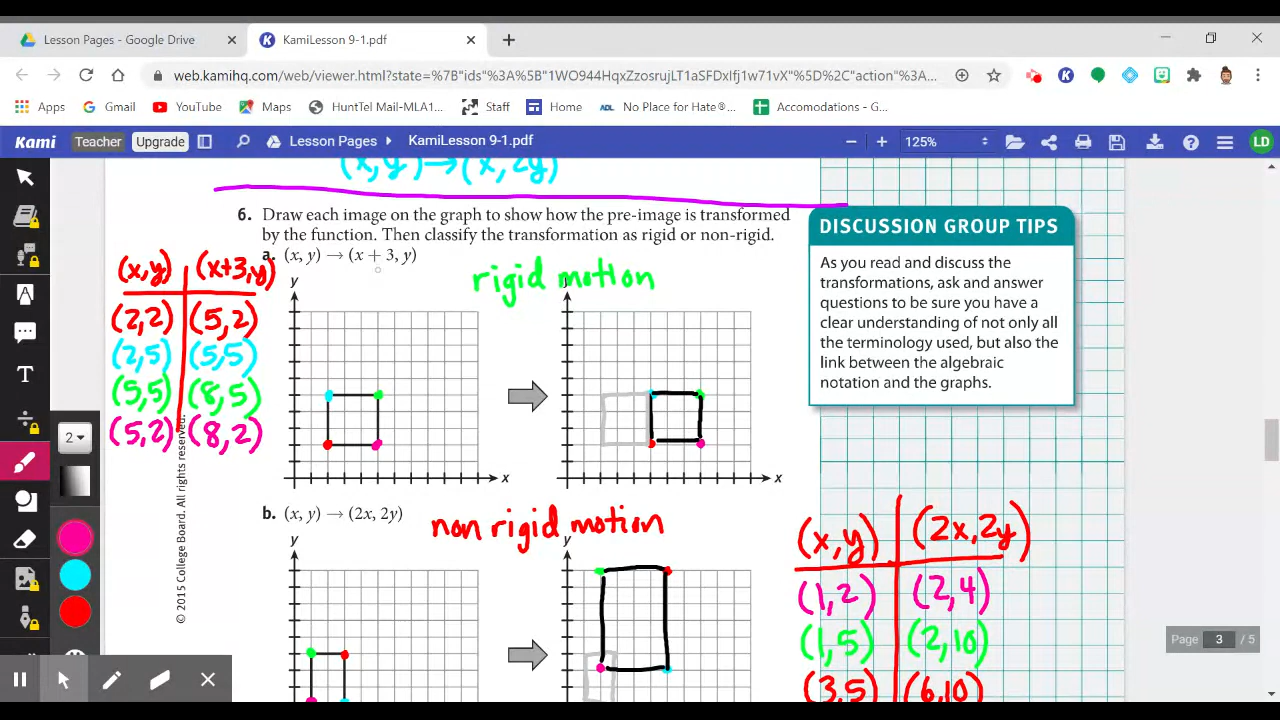 Lesson Pages - Google Drive
KamiLesson 9-1.pdf
web.kamihq.com/web/viewer.html?state=%7B"ids"%3A%5B"1WO944HqxZzosrujLT1aSFDxIfj1w71vX"%5D%2C"action"%3A...
Apps Gmail YouTube Maps HuntTel Mail-MLA1... Staff Home ADL No Place for Hate:... Accomodations - G...
Kami Teacher Upgrade Lesson Pages KamiLesson 9-1.pdf 125% LD
(x,y)→(x,2y)
6. Draw each image on the graph to show how the pre-image is transformed
by the function. Then classify the transformation as rigid or non-rigid.
a. (x, y) → (x + 3, y)
rigid motion
(x,y) (x+3,y)
(2,2) (5,2)
(2,5) (5,5)
(5,5) (8,5)
(5,2) (8,2)
y
x
y
x
© 2015 College Board. All rights reserved.
DISCUSSION GROUP TIPS
As you read and discuss the
transformations, ask and answer
questions to be sure you have a
clear understanding of not only all
the terminology used, but also the
link between the algebraic
notation and the graphs.
b. (x, y) → (2x, 2y)
non rigid motion
y
y
(x,y) (2x,2y)
(1,2) (2,4)
(1,5) (2,10)
(3,5) (6,10)
T
2
Page 3 / 5